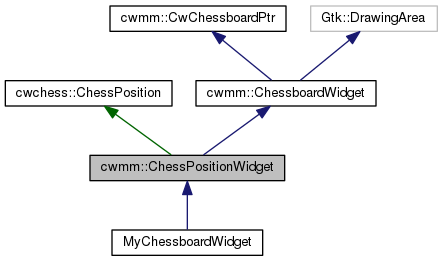 cwmm::CwChessboardPtr
Gtk::DrawingArea
cwchess::ChessPosition
cwmm::ChessboardWidget
cwmm::ChessPositionWidget
MyChessboardWidget